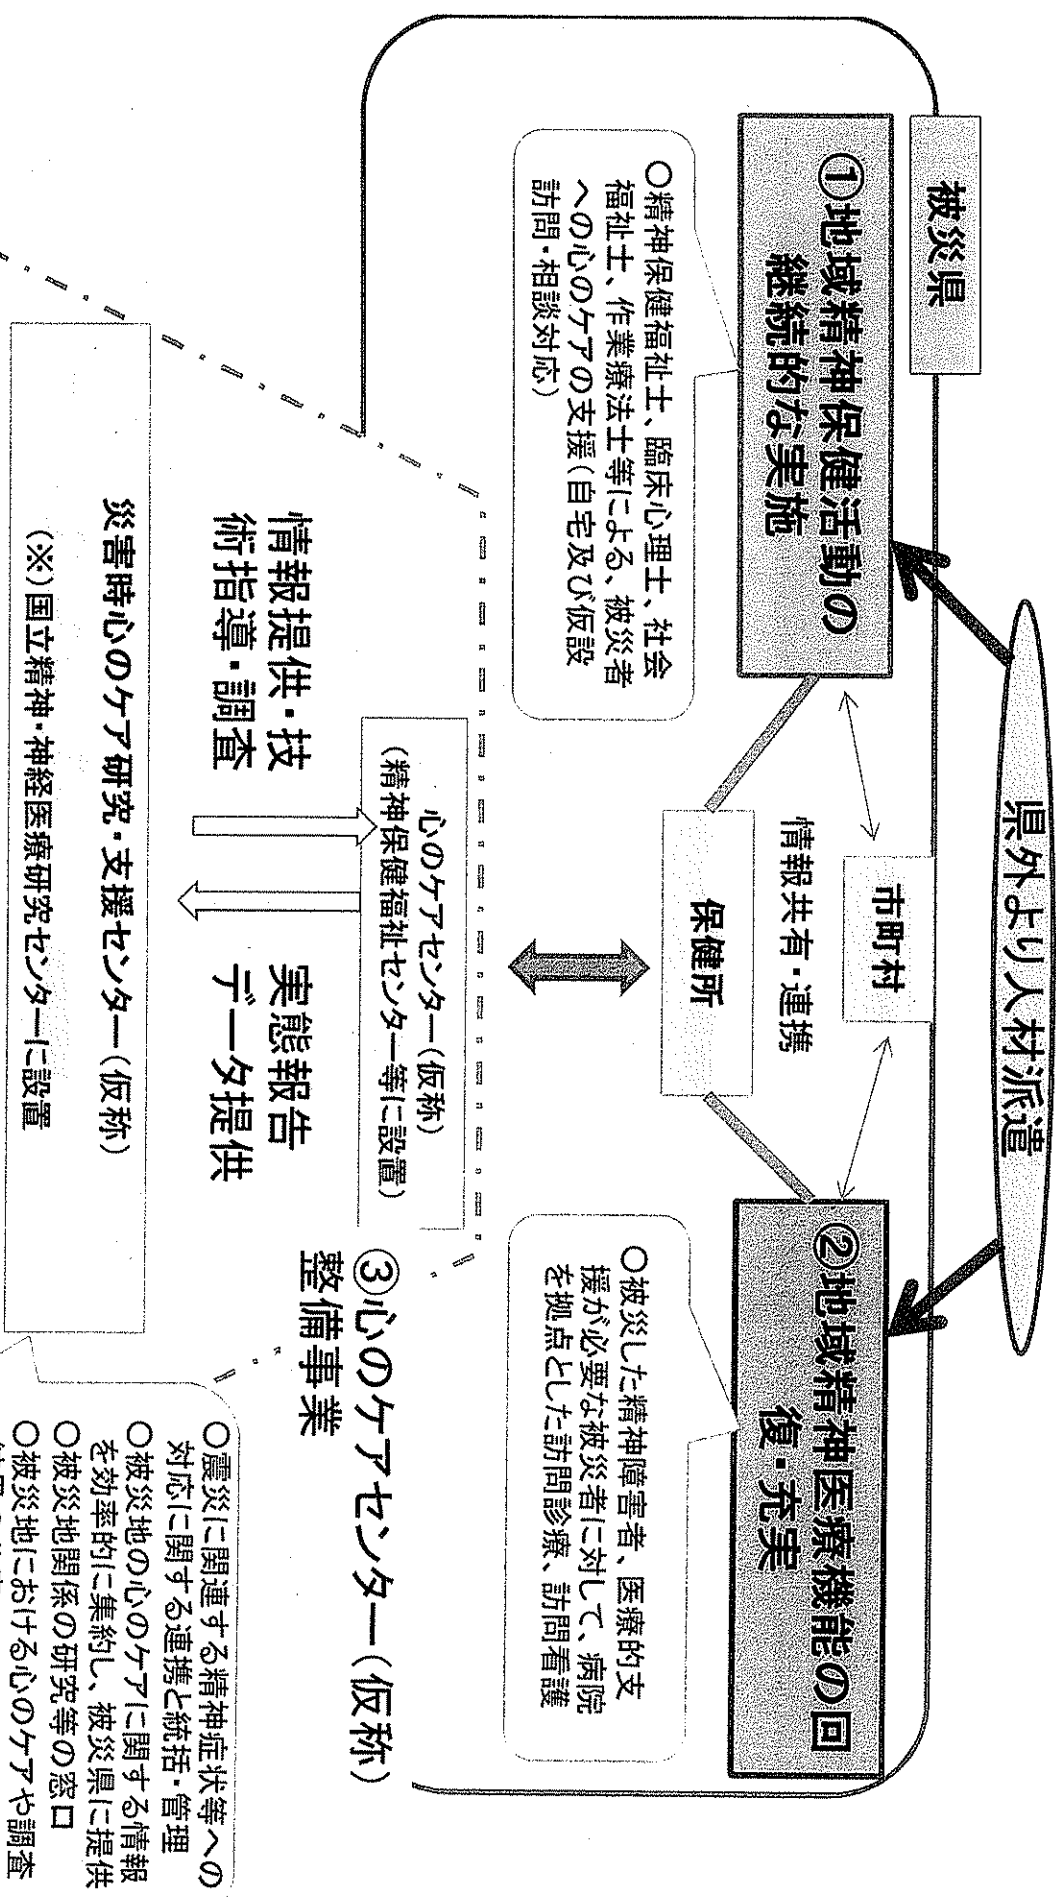 県外より人材派遣
被災県
①地域精神保健活動の
継続的な実施
市町村
②地域精神医療機能の回
復・充実
情報共有・連携
○精神保健福祉士、臨床心理士、社会
福祉士、作業療法士等による、被災者
への心のケアの支援(自宅及び仮設
訪問・相談対応)
保健所
○被災した精神障害者、医療的支
援が必要な被災者に対して、病院
を拠点とした訪問診療、訪問看護
心のケアセンター(仮称)
(精神保健福祉センター等に設置)
③心のケアセンター(仮称)
整備事業
情報提供・技
術指導・調査
実態報告
データ提供
災害時心のケア研究・支援センター(仮称)
(※)国立精神・神経医療研究センターに設置
○震災に関連する精神症状等への
対応に関する連携と統括・管理
○被災地の心のケアに関する情報
を効率的に集約し、被災県に提供
○被災地関係の研究等の窓口
○被災地における心のケアや調査